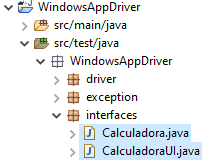 WindowsAppDriver
src/main/java
src/test/java
WindowsAppDriver
driver
exception
interfaces
Calculadora.java
CalculadoraUI.java